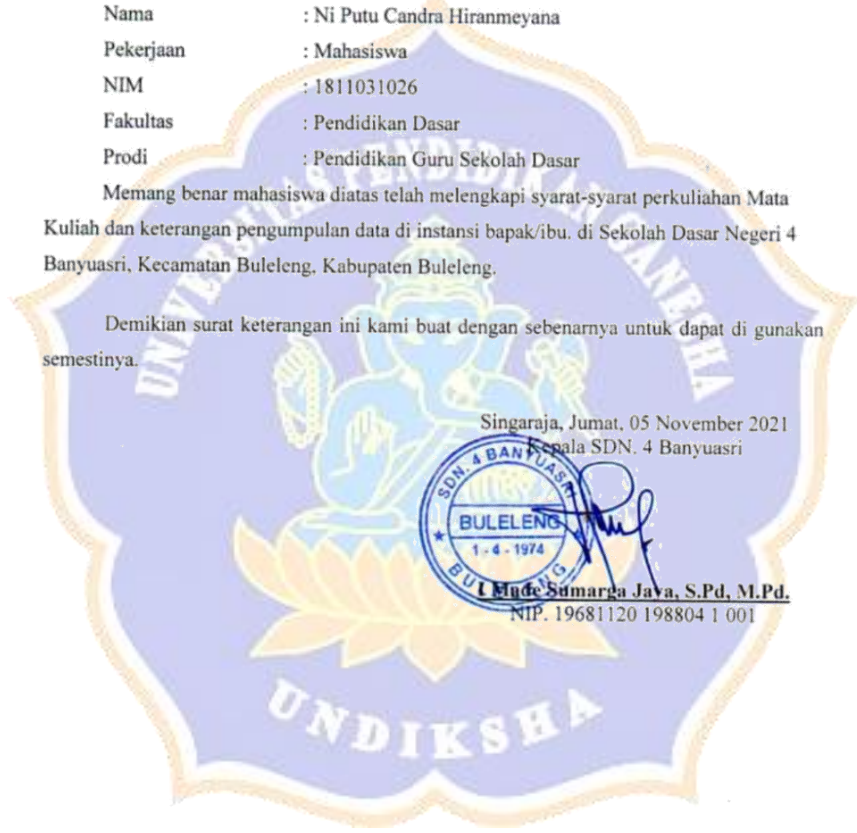 Nama : Ni Putu Candra Hiranmeyana
Pekerjaan : Mahasiswa
NIM : 1811031026
Fakultas : Pendidikan Dasar
Prodi : Pendidikan Guru Sekolah Dasar
Memang benar mahasiswa diatas telah melengkapi syarat-syarat perkuliahan Mata
Kuliah dan keterangan pengumpulan data di instansi bapak/ibu. di Sekolah Dasar Negeri 4
Banyuasri, Kecamatan Buleleng, Kabupaten Buleleng.
Demikian surat keterangan ini kami buat dengan sebenarnya untuk dapat di gunakan
semestinya.
Singaraja, Jumat, 05 November 2021
Kepala SDN. 4 Banyuasri
SDN. 4 BANYUASRI
BULELENG
1 - 4 - 1974
BULELENG
I Made Sumarga Jaya, S.Pd, M.Pd.
NIP. 19681120 198804 1 001
UNIVERSITAS PENDIDIKAN GANESHA
UNDIKSHA